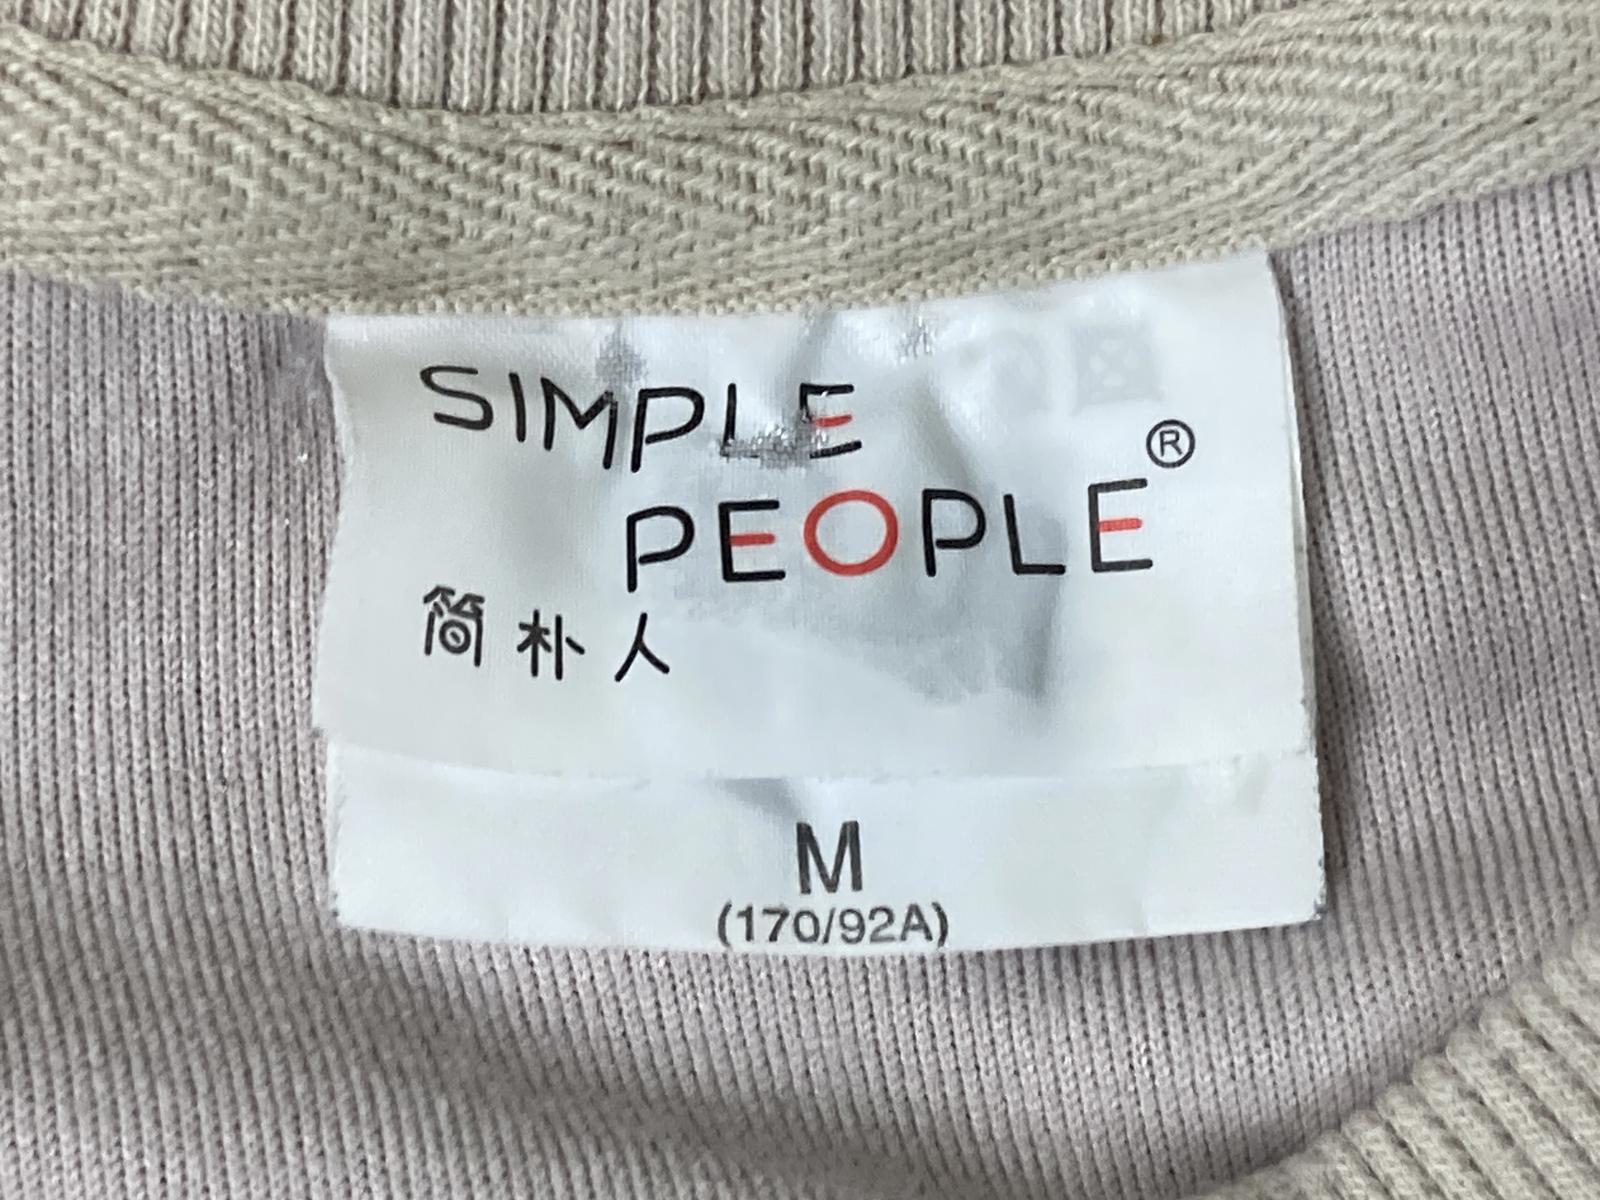 SIMPLE
PEOPLE®
简朴人
M
(170/92A)